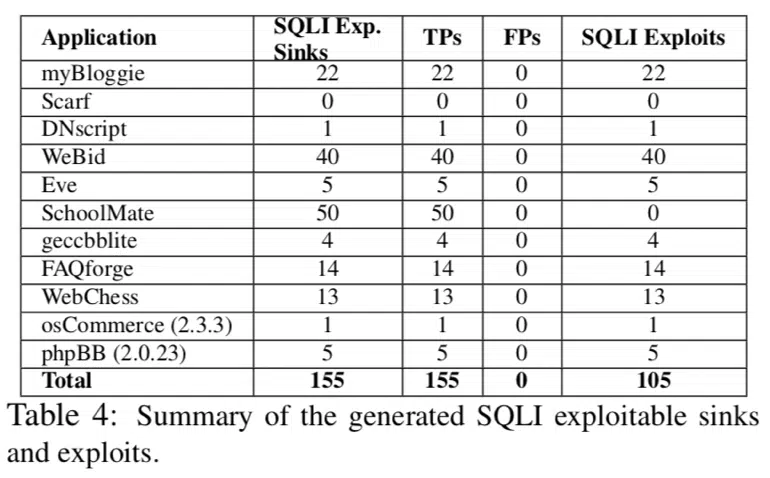 Application SQLI Exp. Sinks TPs FPs SQLI Exploits
myBloggie 22 22 0 22
Scarf 0 0 0 0
DNscript 1 1 0 1
WeBid 40 40 0 40
Eve 5 5 0 5
SchoolMate 50 50 0 0
geccbblite 4 4 0 4
FAQforge 14 14 0 14
WebChess 13 13 0 13
osCommerce (2.3.3) 1 1 0 1
phpBB (2.0.23) 5 5 0 5
Total 155 155 0 105
Table 4: Summary of the generated SQLI exploitable sinks
and exploits.